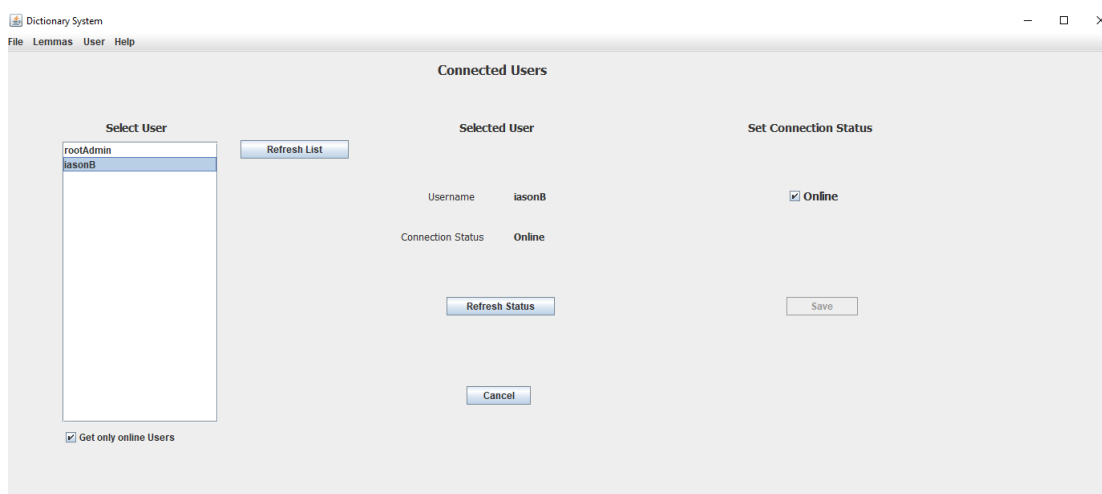 Dictionary System
File Lemmas User Help
Connected Users
Select User
Selected User
Set Connection Status
rootAdmin
Refresh List
iasonB
Username iasonB
Online
Connection Status Online
Refresh Status
Save
Cancel
Get only online Users